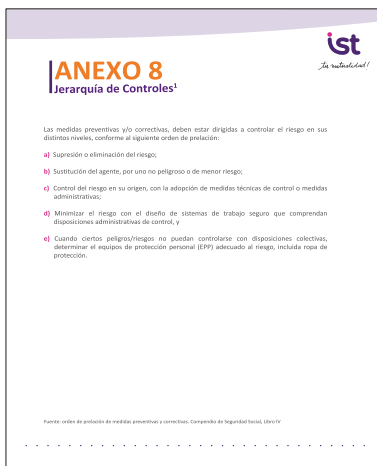 ist
tu mutualidad!
ANEXO 8
Jerarquía de Controles¹
Las medidas preventivas y/o correctivas, deben estar dirigidas a controlar el riesgo en sus
distintos niveles, conforme al siguiente orden de prelación:
a) Supresión o eliminación del riesgo;
b) Sustitución del agente, por uno no peligroso o de menor riesgo;
c) Control del riesgo en su origen, con la adopción de medidas técnicas de control o medidas
administrativas;
d) Minimizar el riesgo con el diseño de sistemas de trabajo seguro que comprendan
disposiciones administrativas de control, y
e) Cuando ciertos peligros/riesgos no puedan controlarse con disposiciones colectivas,
determinar el equipos de protección personal (EPP) adecuado al riesgo, incluida ropa de
protección.
Fuente: orden de prelación de medidas preventivas y correctivas. Compendio de Seguridad Social, Libro IV